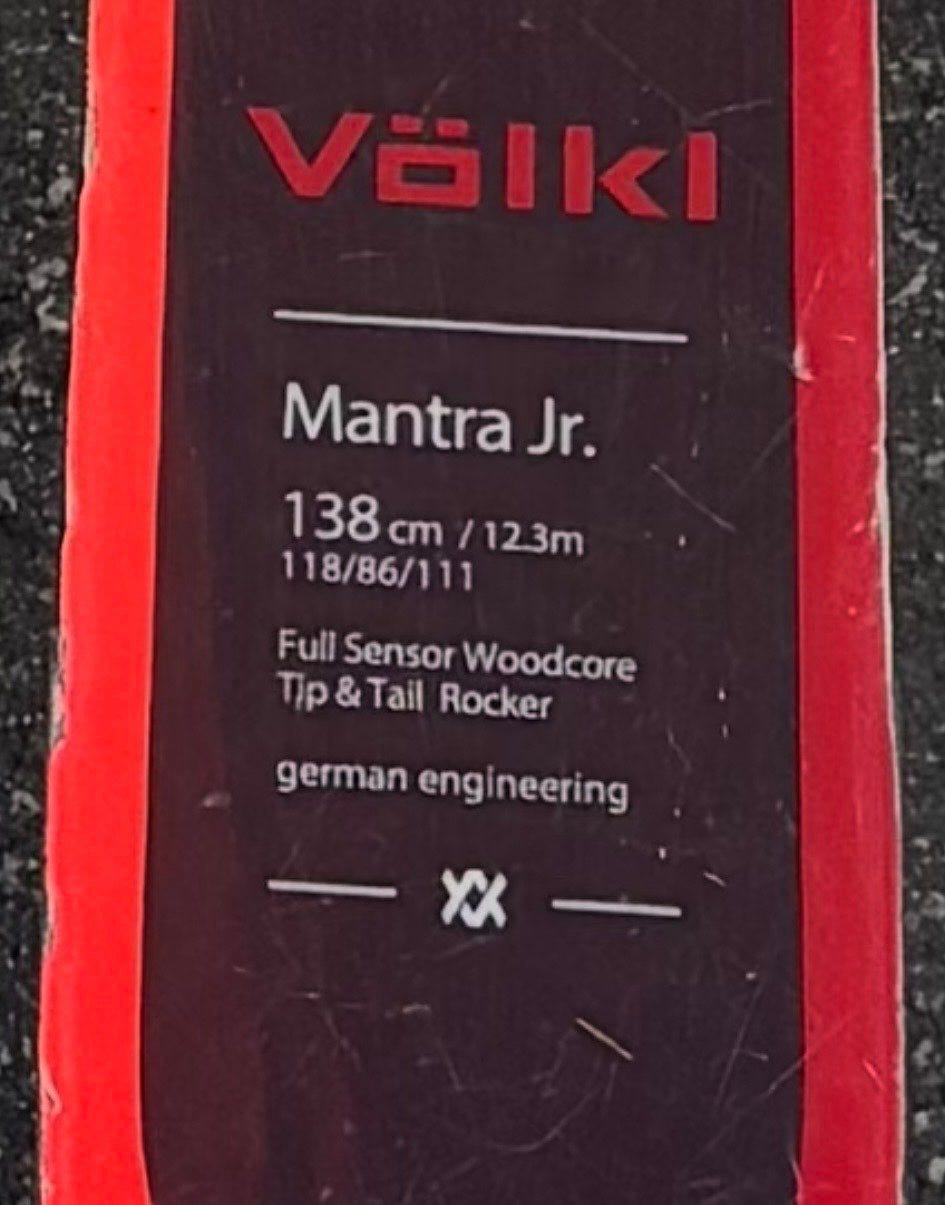 Völkl
Mantra Jr.
138 cm / 12.3m
118/86/111
Full Sensor Woodcore
Tip & Tail Rocker
german engineering